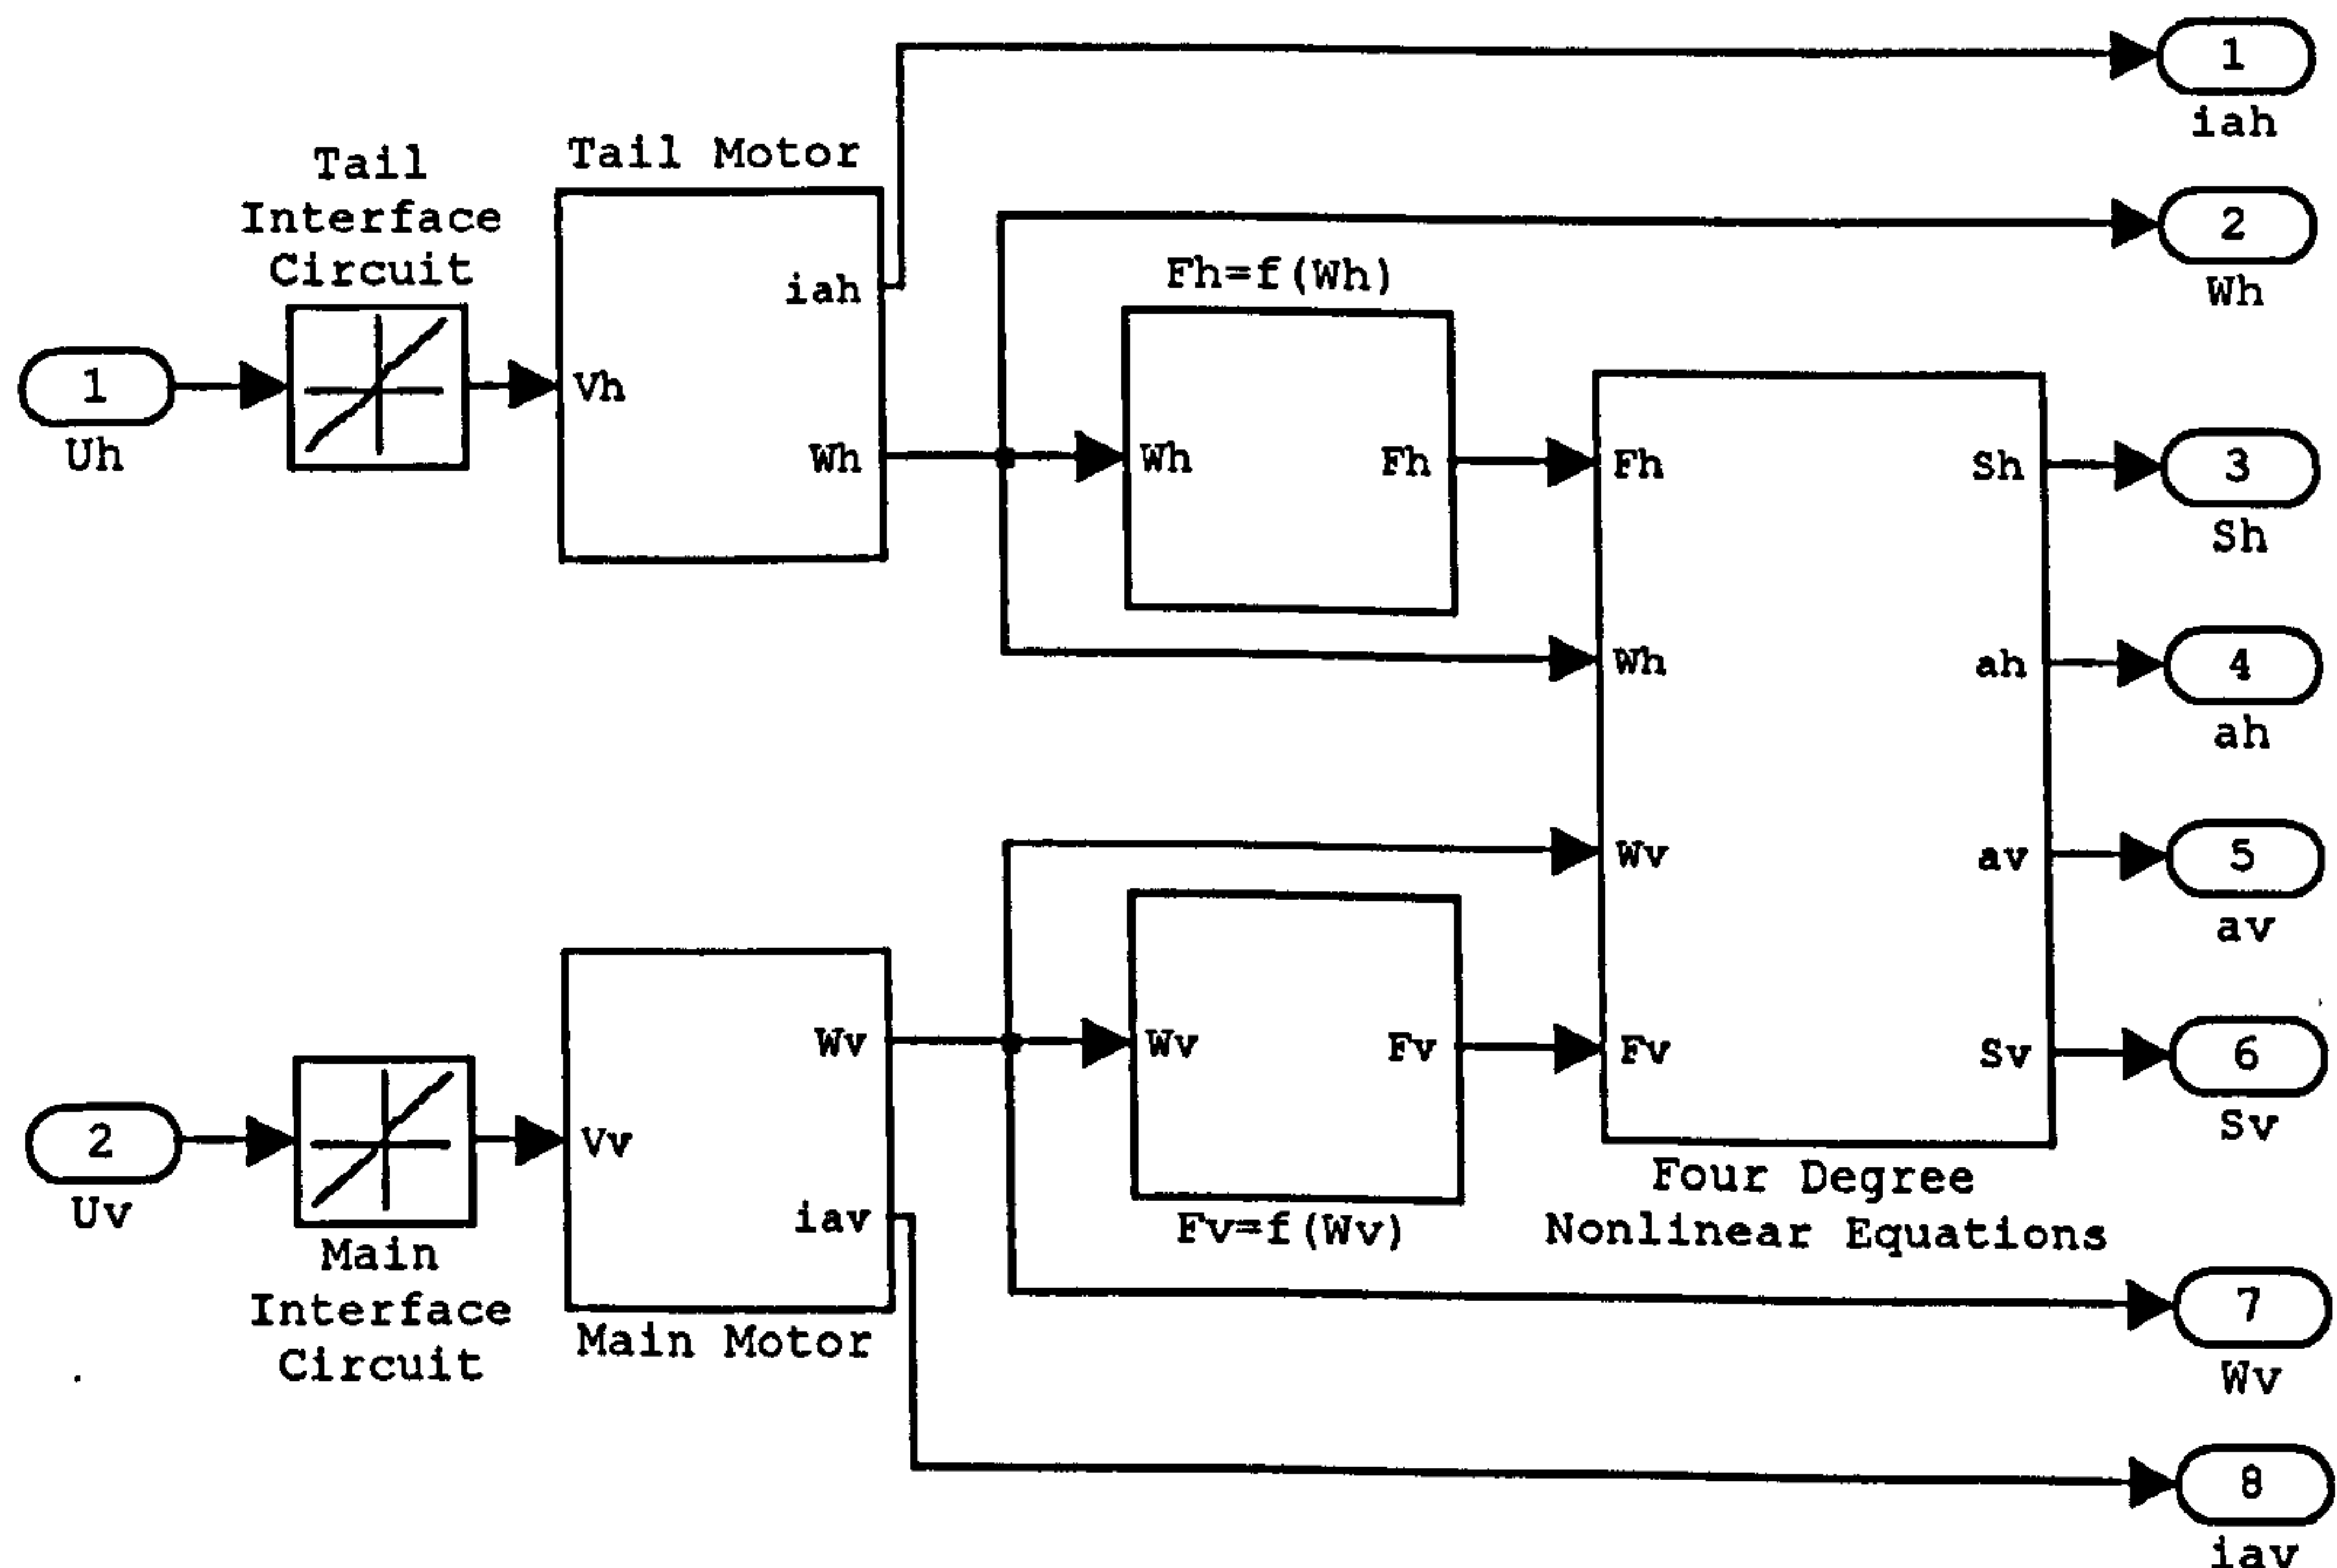 1
iah
Tail
Interface
Circuit
Tail Motor
iah
2
Wh
Fh=f(Wh)
1
Uh
Vh
Wh
Wh
Fh
Fh
Sh
3
Sh
Wh
ah
4
ah
Wv
av
5
av
Wv
Wv
Fv
Fv
Sv
6
Sv
2
Uv
Vv
iav
Fv=f(Wv)
Four Degree
Nonlinear Equations
Main
Interface
Circuit
Main Motor
7
Wv
8
iav